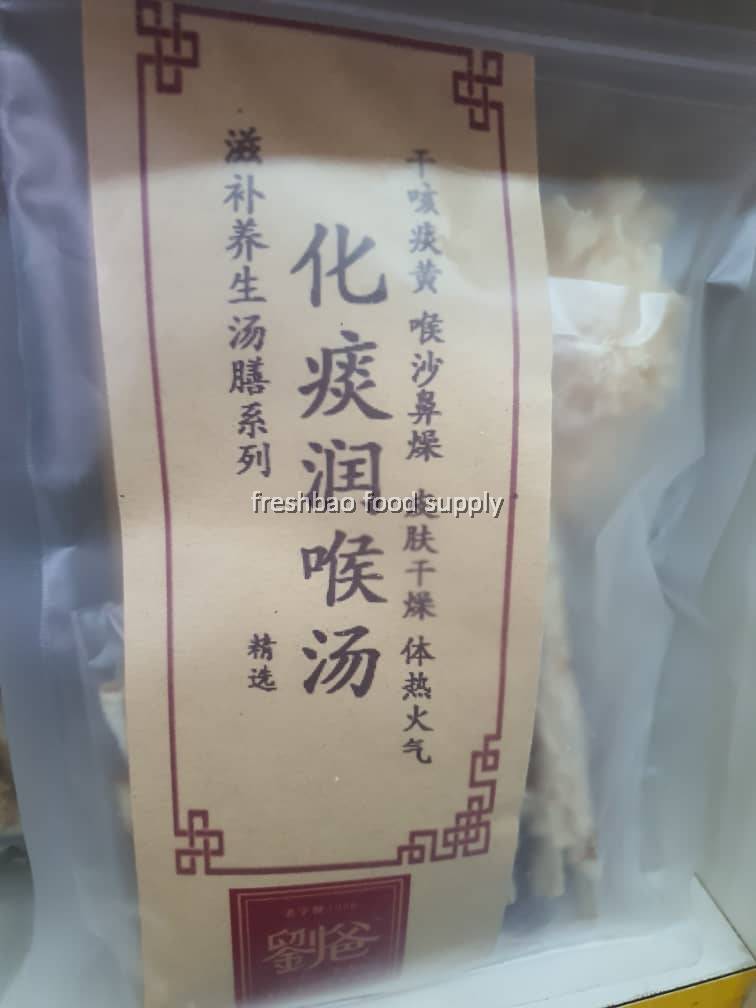 干咳痰黄 喉沙鼻燥 皮肤干燥 体热火气
化痰润喉汤
滋补养生汤膳系列
精选
劉爸
freshbao food supply